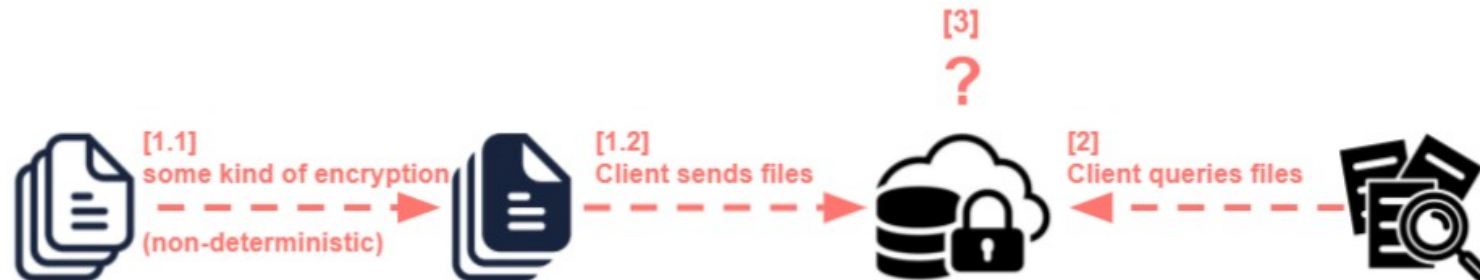 [3]
?
[1.1]
some kind of encryption
(non-deterministic)
[1.2]
Client sends files
[2]
Client queries files